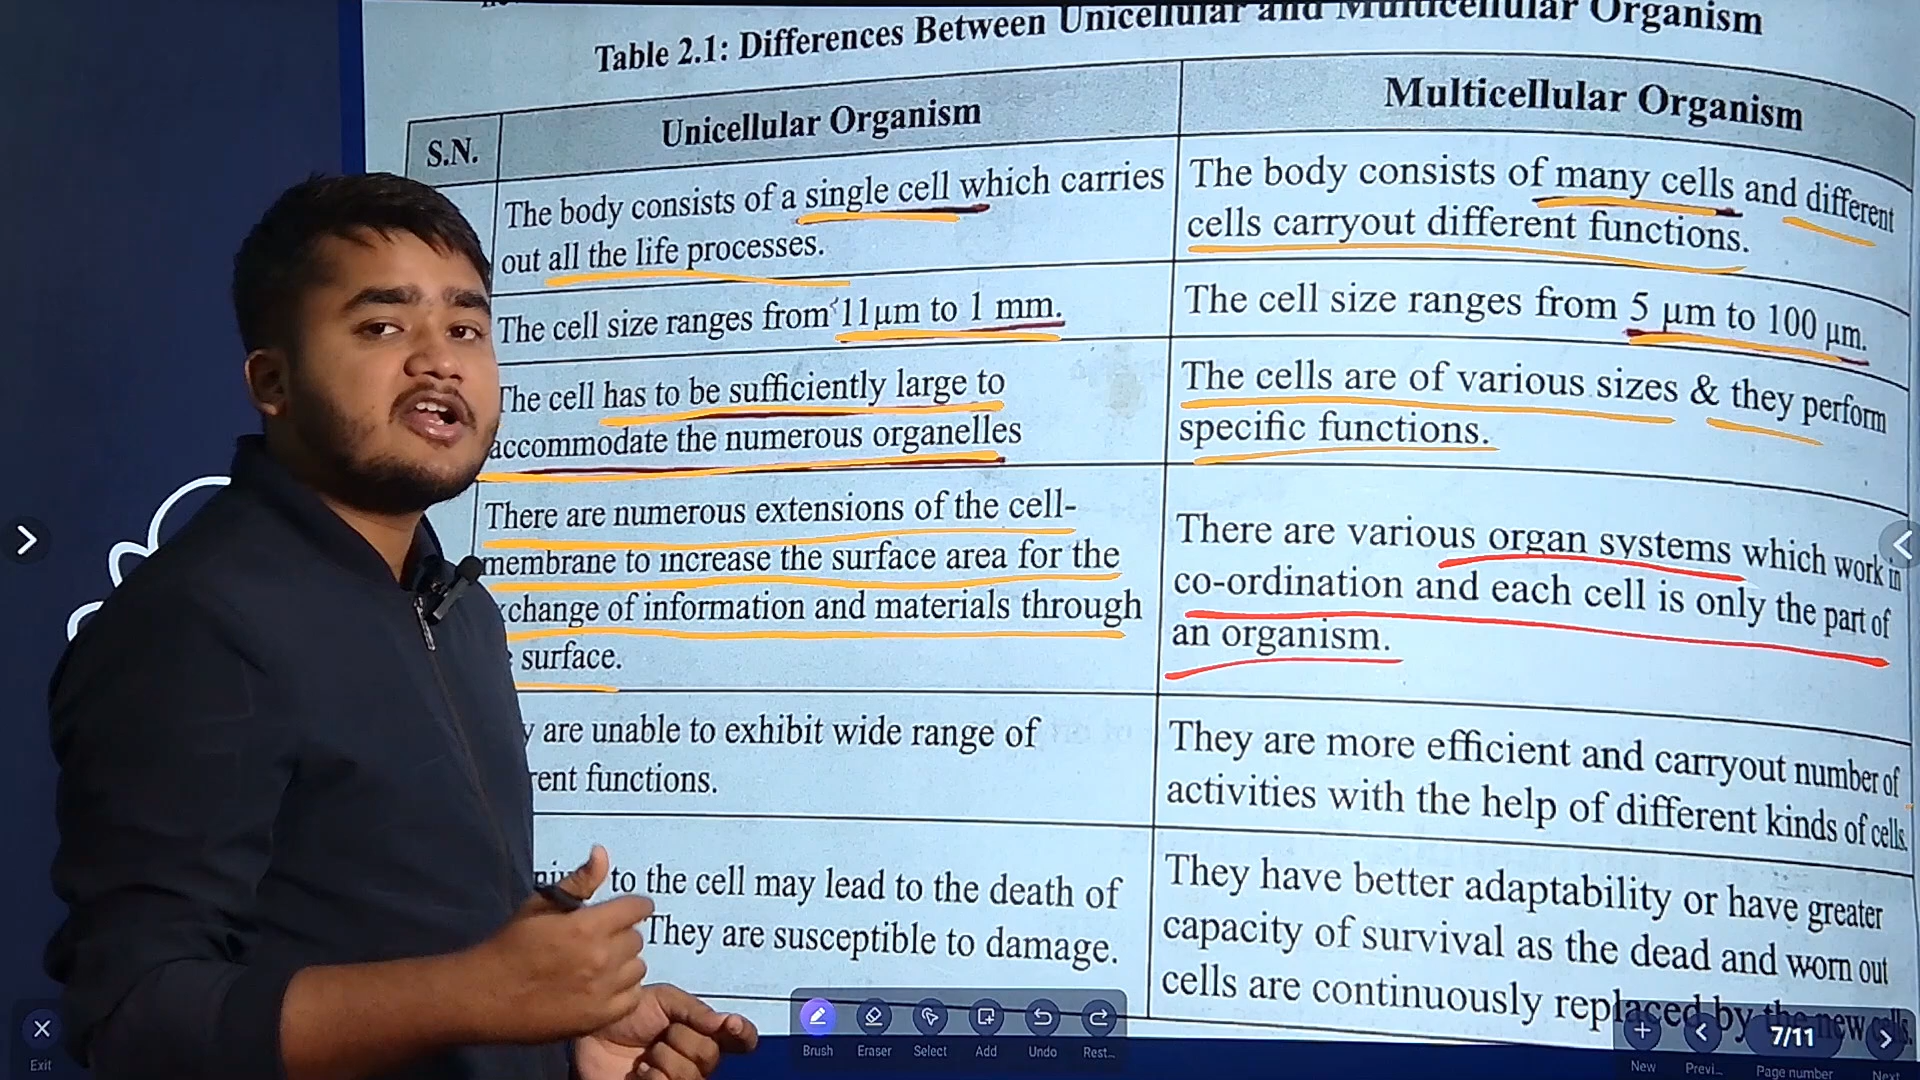 Table 2.1: Differences Between Unicellular and Multicellular Organism
S.N.
Unicellular Organism
Multicellular Organism
The body consists of a single cell which carries
out all the life processes.
The body consists of many cells and different
cells carryout different functions.
The cell size ranges from 11μm to 1 mm.
The cell size ranges from 5 μm to 100 μm.
The cell has to be sufficiently large to
accommodate the numerous organelles
The cells are of various sizes & they perform
specific functions.
There are numerous extensions of the cell-
membrane to increase the surface area for the
change of information and materials through
surface.
There are various organ systems which work in
co-ordination and each cell is only the part of
an organism.
are unable to exhibit wide range of
rent functions.
They are more efficient and carryout number of
activities with the help of different kinds of cells.
to the cell may lead to the death of
They are susceptible to damage.
They have better adaptability or have greater
capacity of survival as the dead and worn out
cells are continuously replaced by the new cells.
Exit
Brush
Eraser
Select
Add
Undo
Rest...
New
Previ...
7/11
Page number
Next